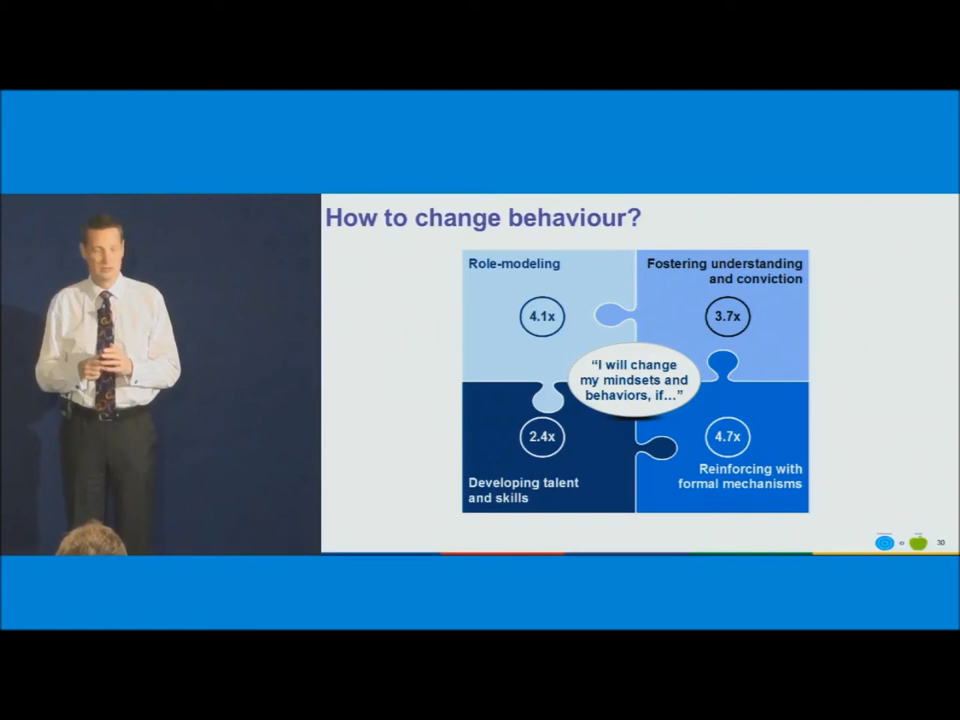 How to change behaviour?
Role-modeling
4.1x
Fostering understanding
and conviction
3.7x
“I will change
my mindsets and
behaviors, if…”
2.4x
Developing talent
and skills
4.7x
Reinforcing with
formal mechanisms
30